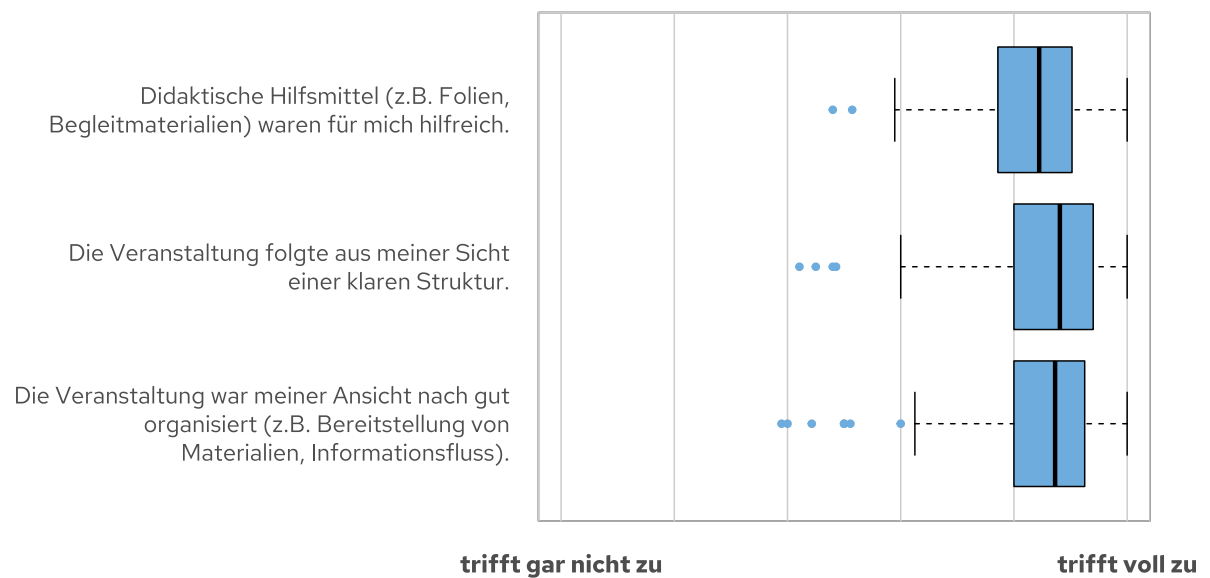 Didaktische Hilfsmittel (z.B. Folien,
Begleitmaterialien) waren für mich hilfreich.
Die Veranstaltung folgte aus meiner Sicht
einer klaren Struktur.
Die Veranstaltung war meiner Ansicht nach gut
organisiert (z.B. Bereitstellung von
Materialien, Informationsfluss).
trifft gar nicht zu
trifft voll zu